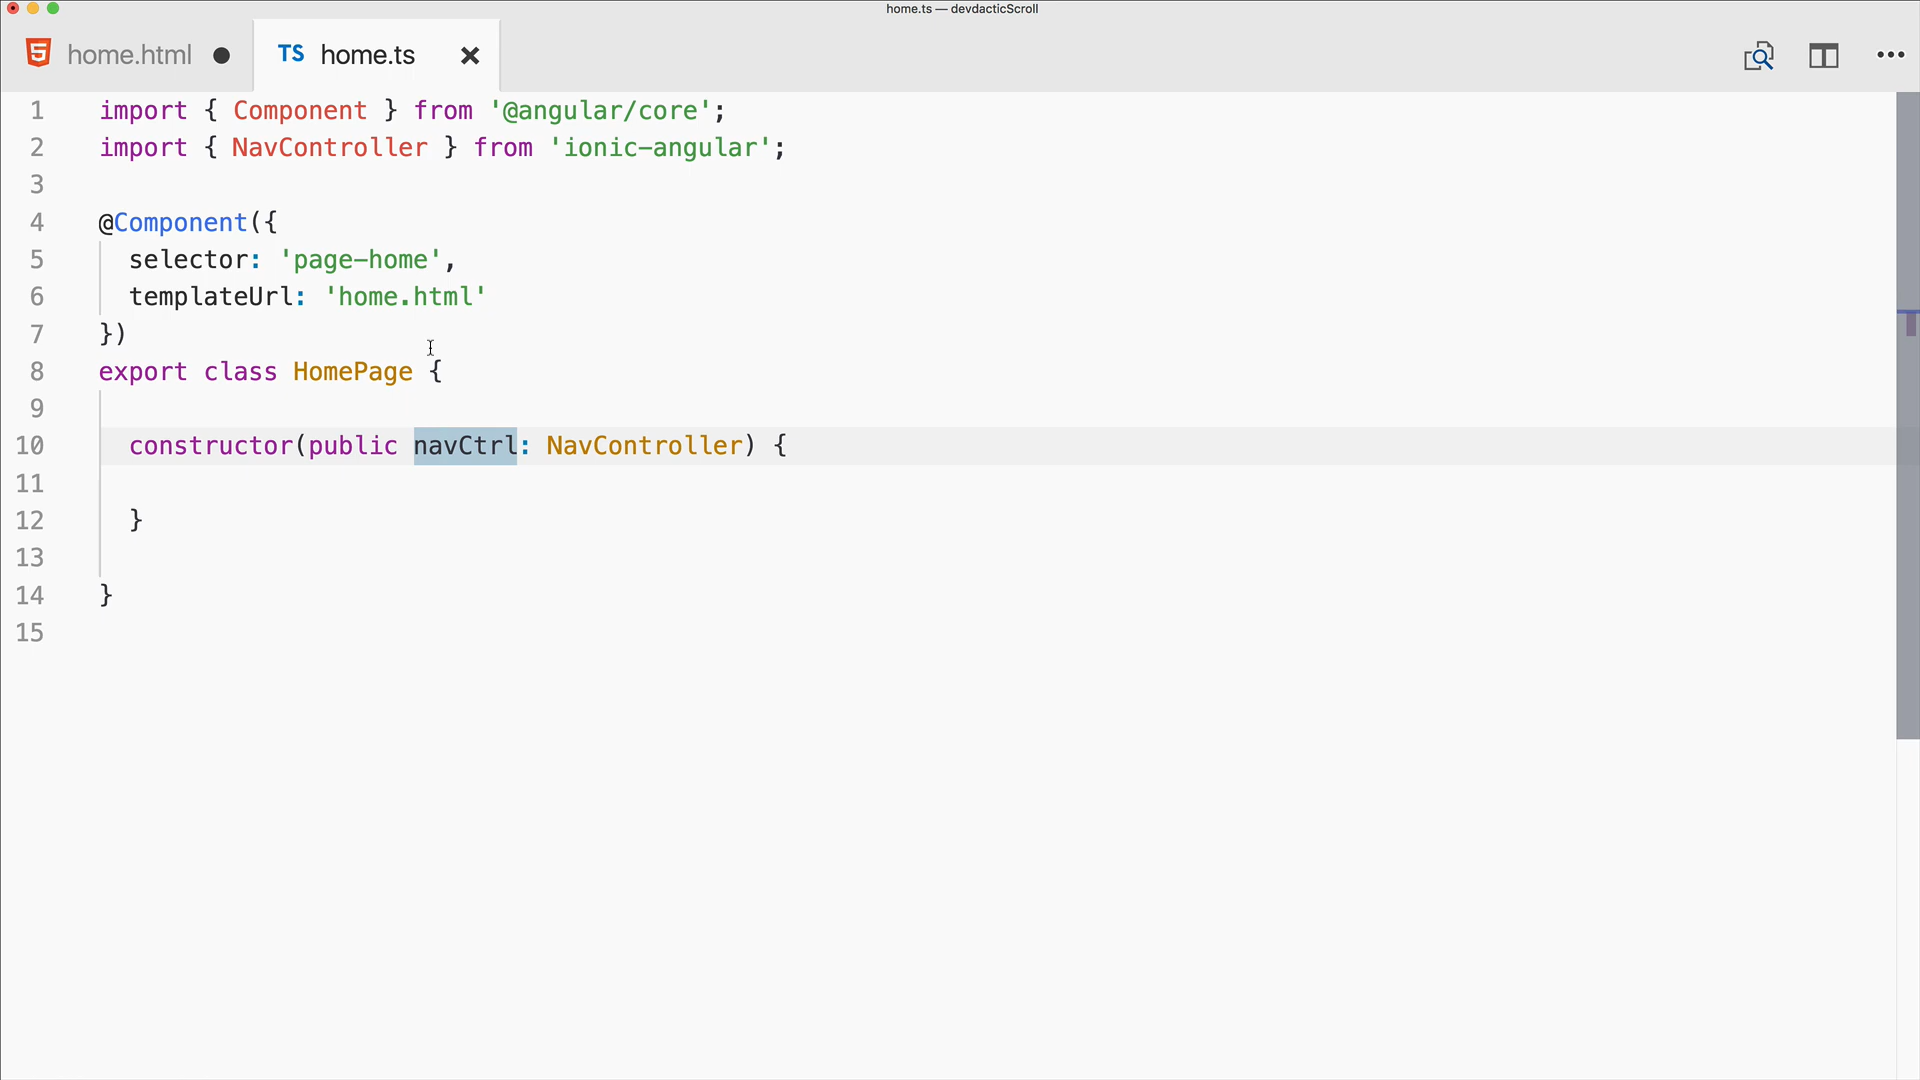 home.ts — devdacticScroll
home.html
TS home.ts
1 import { Component } from '@angular/core';
2 import { NavController } from 'ionic-angular';
3
4 @Component({
5   selector: 'page-home',
6   templateUrl: 'home.html'
7 })
8 export class HomePage {
9
10   constructor(public navCtrl: NavController) {
11
12   }
13
14 }
15